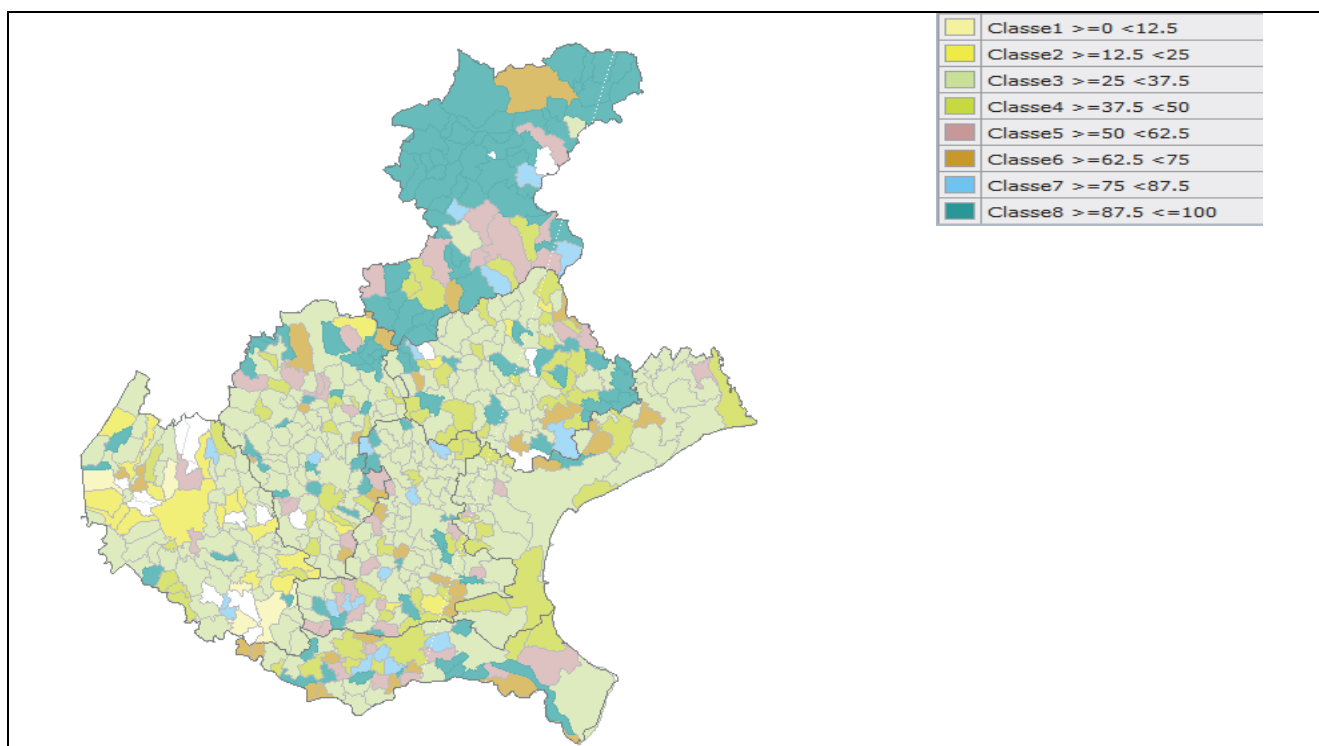 Classe1 >=0 <12.5
Classe2 >=12.5 <25
Classe3 >=25 <37.5
Classe4 >=37.5 <50
Classe5 >=50 <62.5
Classe6 >=62.5 <75
Classe7 >=75 <87.5
Classe8 >=87.5 <=100